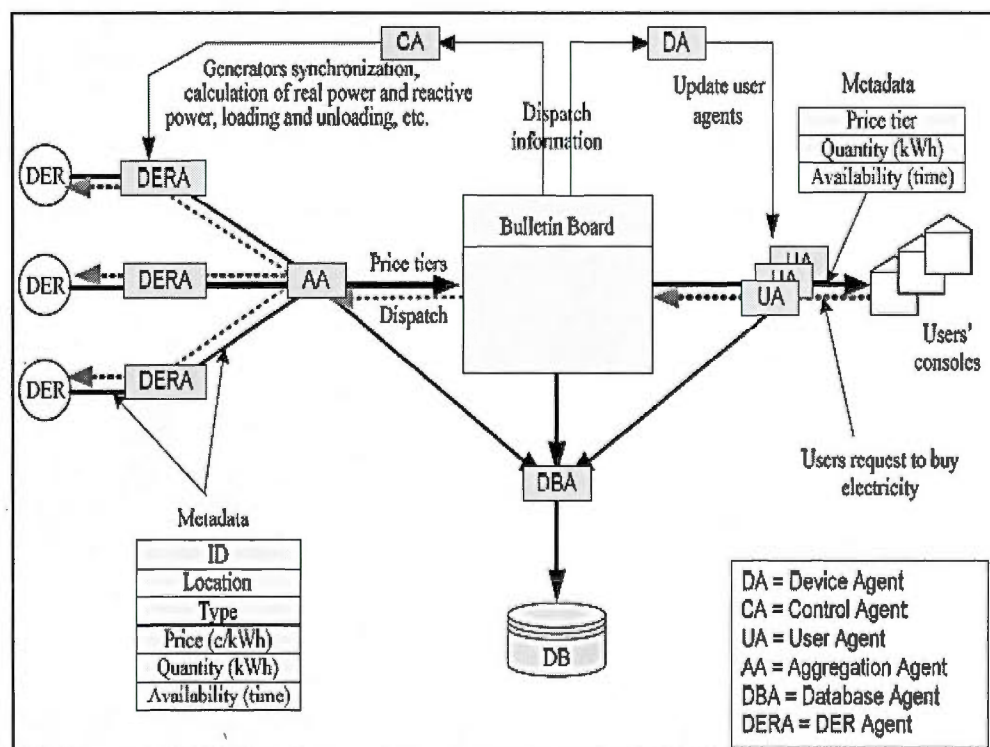 CA
DA
Generators synchronization,
calculation of real power and reactive
power, loading and unloading, etc.
Dispatch
information
Update user
agents
Metadata
Price tier
Quantity (kWh)
Availability (time)
DER
DERA
Bulletin Board
DER
DERA
AA
Price tiers
Dispatch
UA
UA
UA
Users'
consoles
DER
DERA
Users request to buy
electricity
DBA
Metadata
ID
Location
Type
Price (c/kWh)
Quantity (kWh)
Availability (time)
DB
DA = Device Agent
CA = Control Agent
UA = User Agent
AA = Aggregation Agent
DBA = Database Agent
DERA = DER Agent